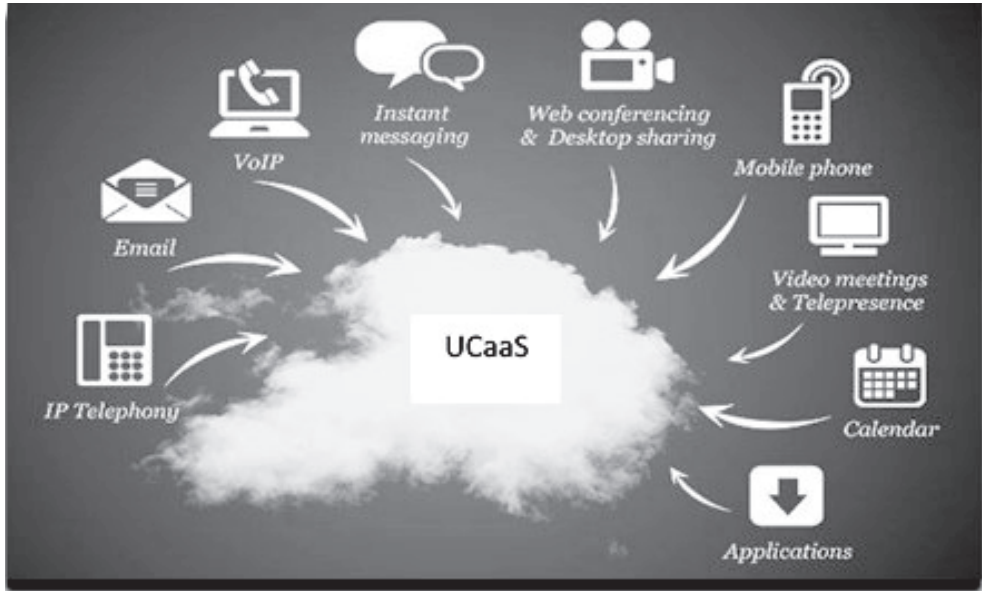 Instant
messaging
Web conferencing
& Desktop sharing
VoIP
Mobile phone
Email
Video meetings
& Telepresence
UCaaS
IP Telephony
Calendar
Applications